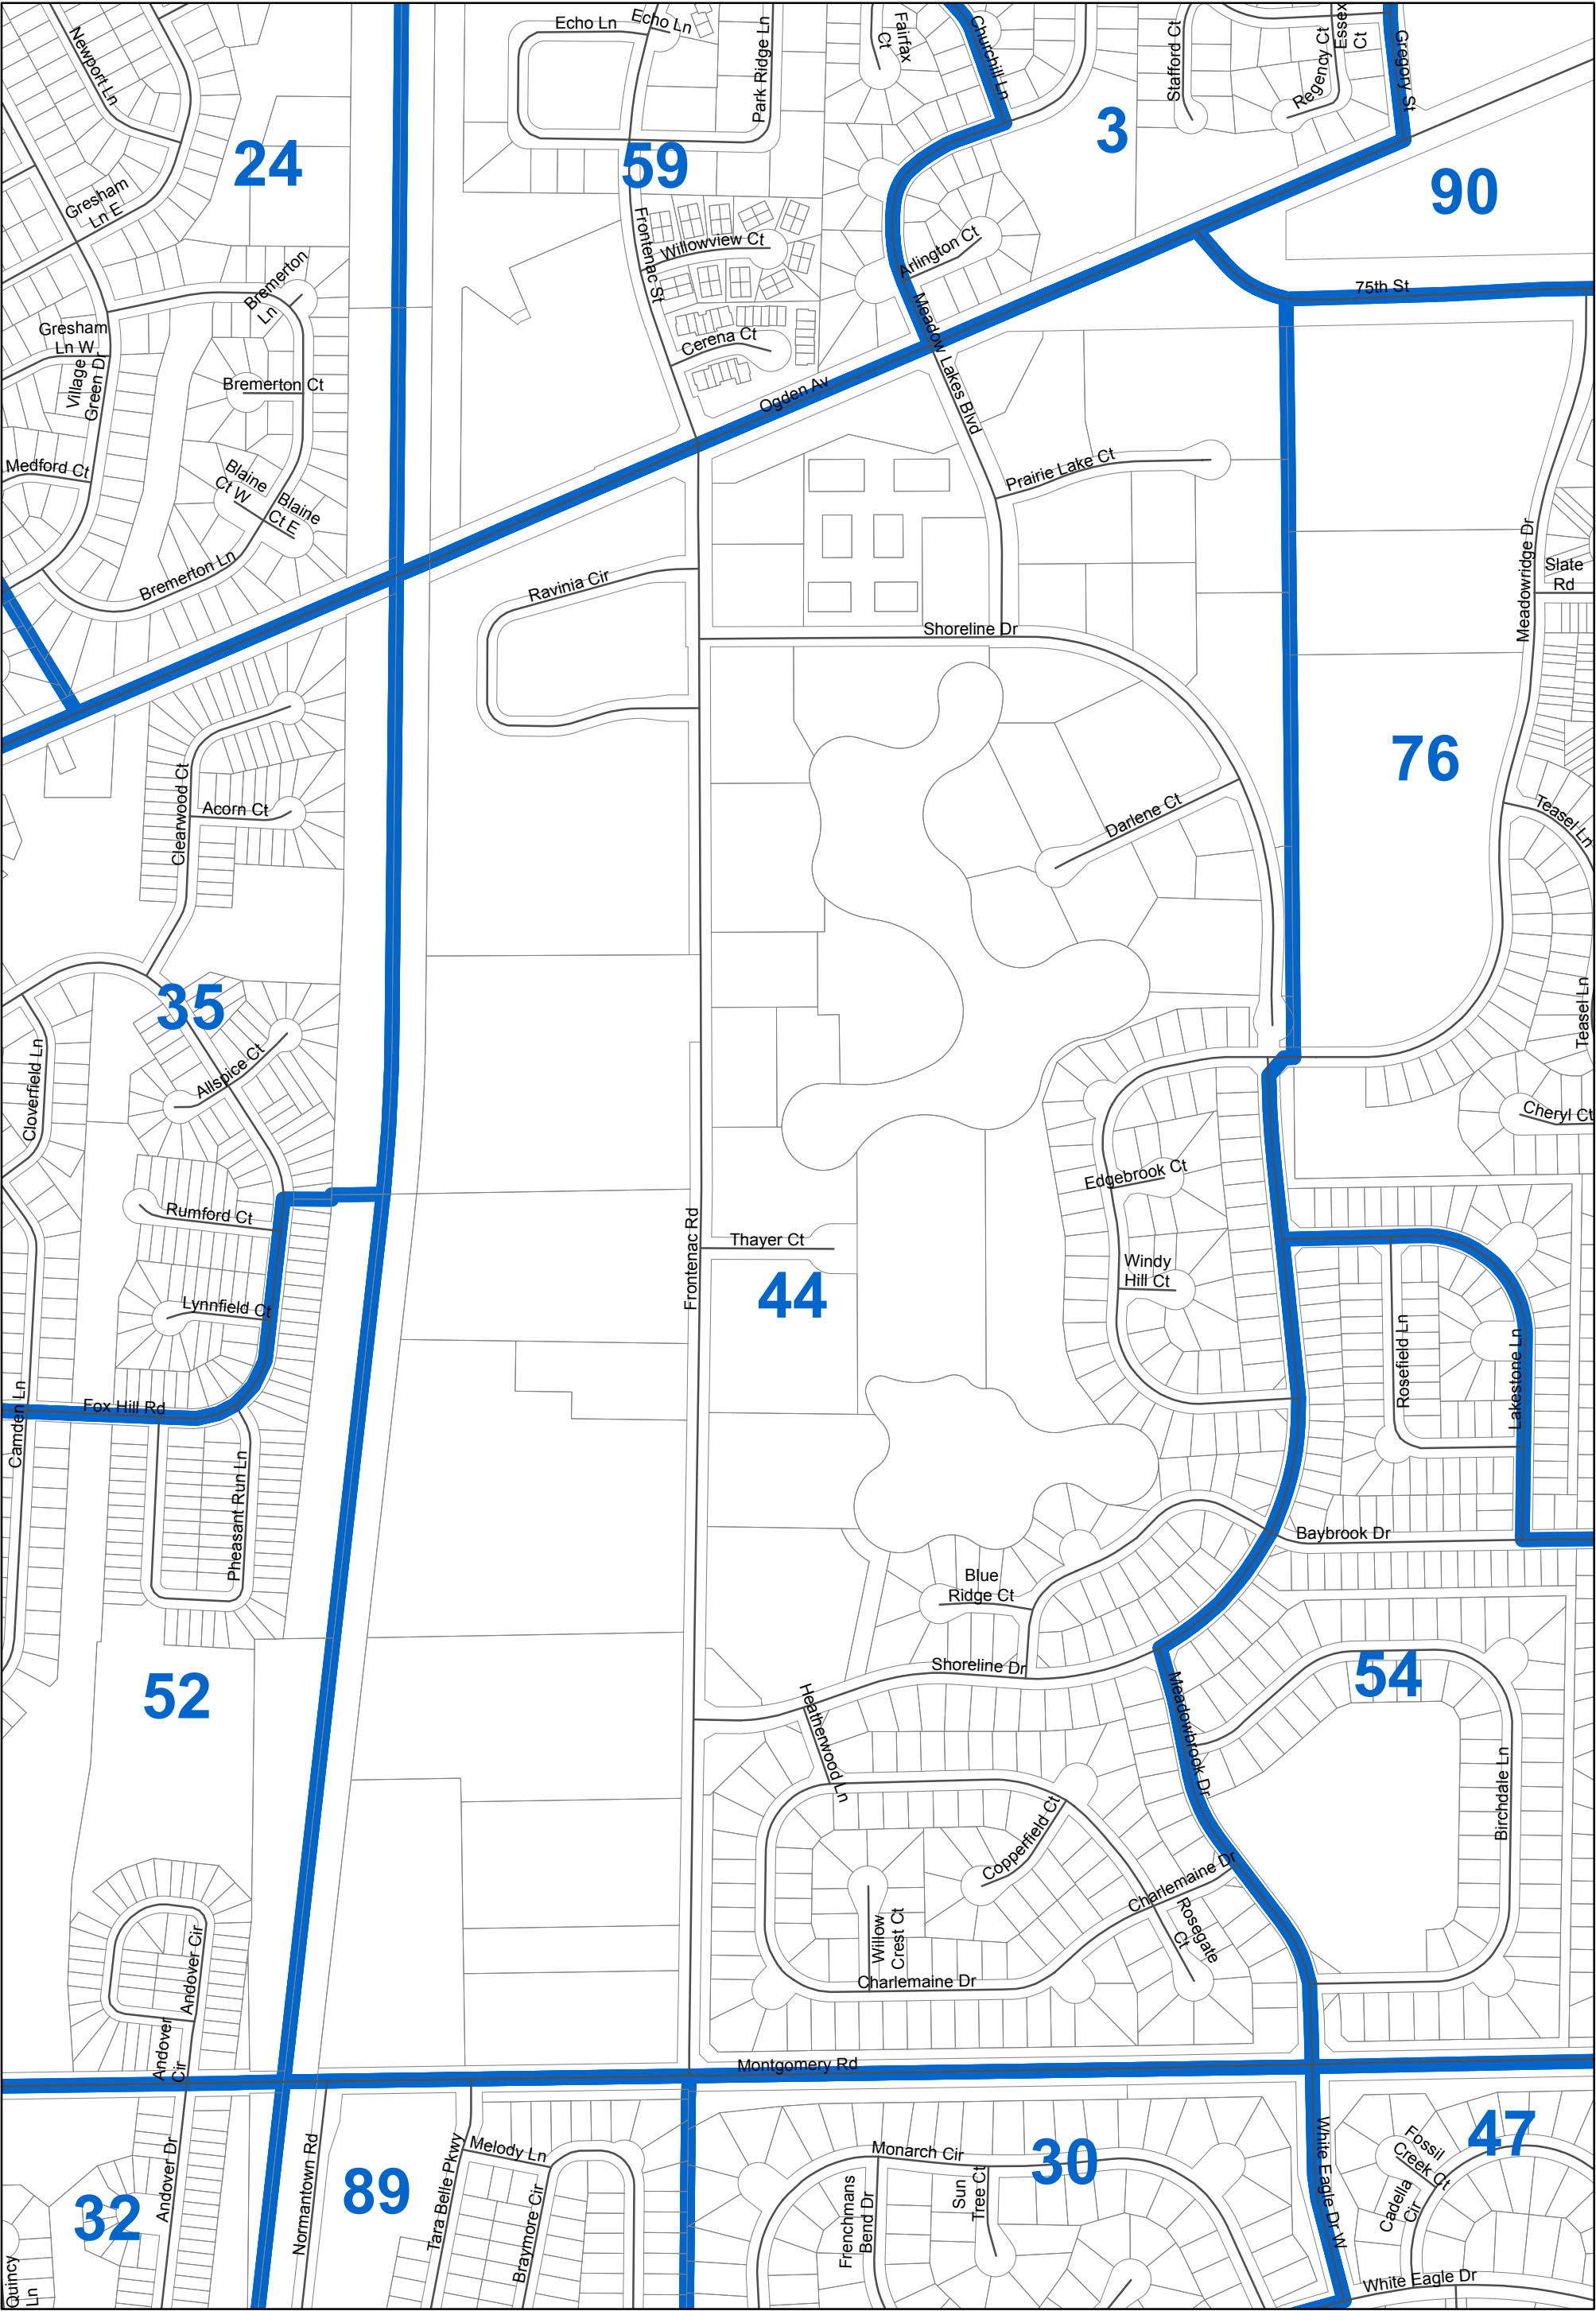 Newport Ln
Echo Ln
Echo Ln
Park Ridge Ln
Fairfax
Ct
Churchill Ln
Stafford Ct
Regency Ct
Essex
Ct
Gregory St
24
59
3
90
Gresham
Ln E
Frontenac St
Willowview Ct
Arlington Ct
Bremerton
Ln
75th St
Gresham
Ln W
Village
Green Dr
Cerena Ct
Meadow Lakes Blvd
Bremerton Ct
Ogden Av
Medford Ct
Blaine
Ct W
Blaine
Ct E
Prairie Lake Ct
Bremerton Ln
Ravinia Cir
Meadowridge Dr
Slate
Rd
Shoreline Dr
76
Clearwood Ct
Acorn Ct
Darlene Ct
Teasel Ln
35
Teasel Ln
Cloverfield Ln
Allspice Ct
Cheryl Ct
Edgebrook Ct
Rumford Ct
Frontenac Rd
Thayer Ct
44
Windy
Hill Ct
Lynnfield Ct
Rosefield Ln
Lakestone Ln
Camden Ln
Fox Hill Rd
Pheasant Run Ln
Baybrook Dr
Blue
Ridge Ct
52
Shoreline Dr
54
Heatherwood Ln
Meadowbrook Dr
Birchdale Ln
Copperfield Ct
Charlemaine Dr
Willow
Crest Ct
Rosegate
Ct
Andover Cir
Charlemaine Dr
Andover
Cir
Montgomery Rd
Andover Dr
Normantown Rd
Tara Belle Pkwy
Melody Ln
Braymore Cir
Monarch Cir
Frenchmans
Bend Dr
Sun
Tree Ct
30
White Eagle Dr W
Fossil
Creek Ct
Cadella
Cir
47
32
89
Quincy
Ln
White Eagle Dr